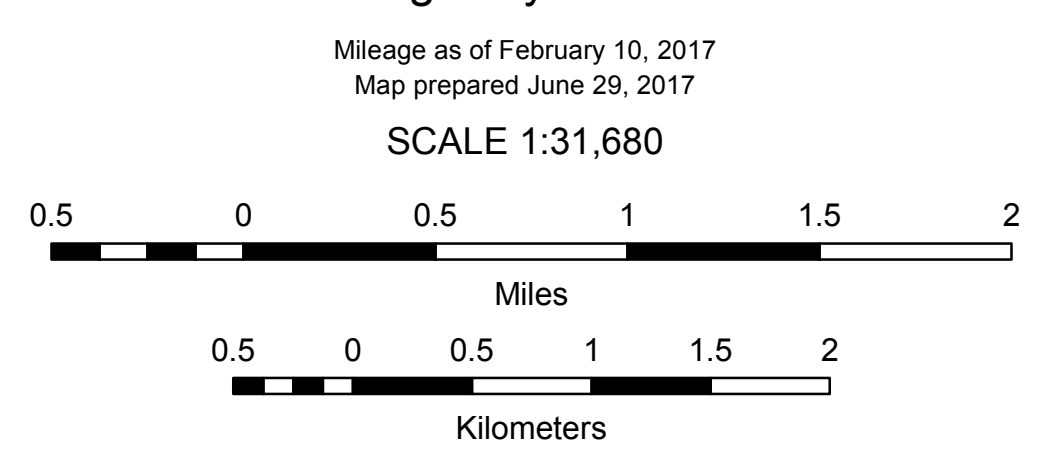 Mileage as of February 10, 2017
Map prepared June 29, 2017
SCALE 1:31,680
0.5 0 0.5 1 1.5 2
Miles
0.5 0 0.5 1 1.5 2
Kilometers